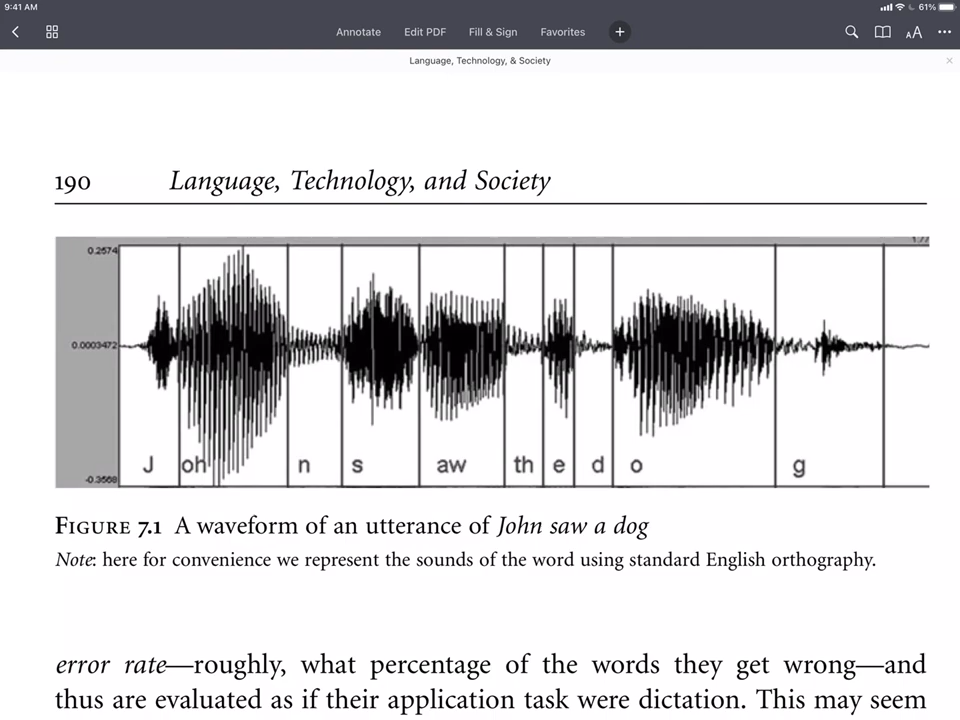 9:41 AM 61%
Annotate Edit PDF Fill & Sign Favorites AA
Language, Technology, & Society
190 Language, Technology, and Society
0.2574
0.0003472
-0.3568
J oh n s aw th e d o g
FIGURE 7.1 A waveform of an utterance of John saw a dog
Note: here for convenience we represent the sounds of the word using standard English orthography.
error rate—roughly, what percentage of the words they get wrong—and
thus are evaluated as if their application task were dictation. This may seem